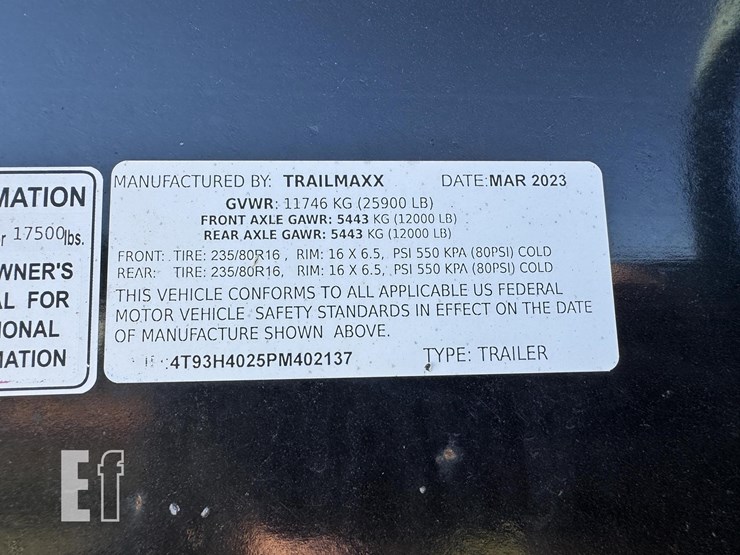 MATION
17500lbs.
WNER'S
AL FOR
IONAL
MATION
MANUFACTURED BY: TRAILMAXX DATE:MAR 2023
GVWR: 11746 KG (25900 LB)
FRONT AXLE GAWR: 5443 KG (12000 LB)
REAR AXLE GAWR: 5443 KG (12000 LB)
FRONT: TIRE: 235/80R16 , RIM: 16 X 6.5, PSI 550 KPA (80PSI) COLD
REAR: TIRE: 235/80R16 , RIM: 16 X 6.5, PSI 550 KPA (80PSI) COLD
THIS VEHICLE CONFORMS TO ALL APPLICABLE US FEDERAL
MOTOR VEHICLE SAFETY STANDARDS IN EFFECT ON THE DATE
OF MANUFACTURE SHOWN ABOVE.
:4T93H4025PM402137 TYPE: TRAILER
Ef